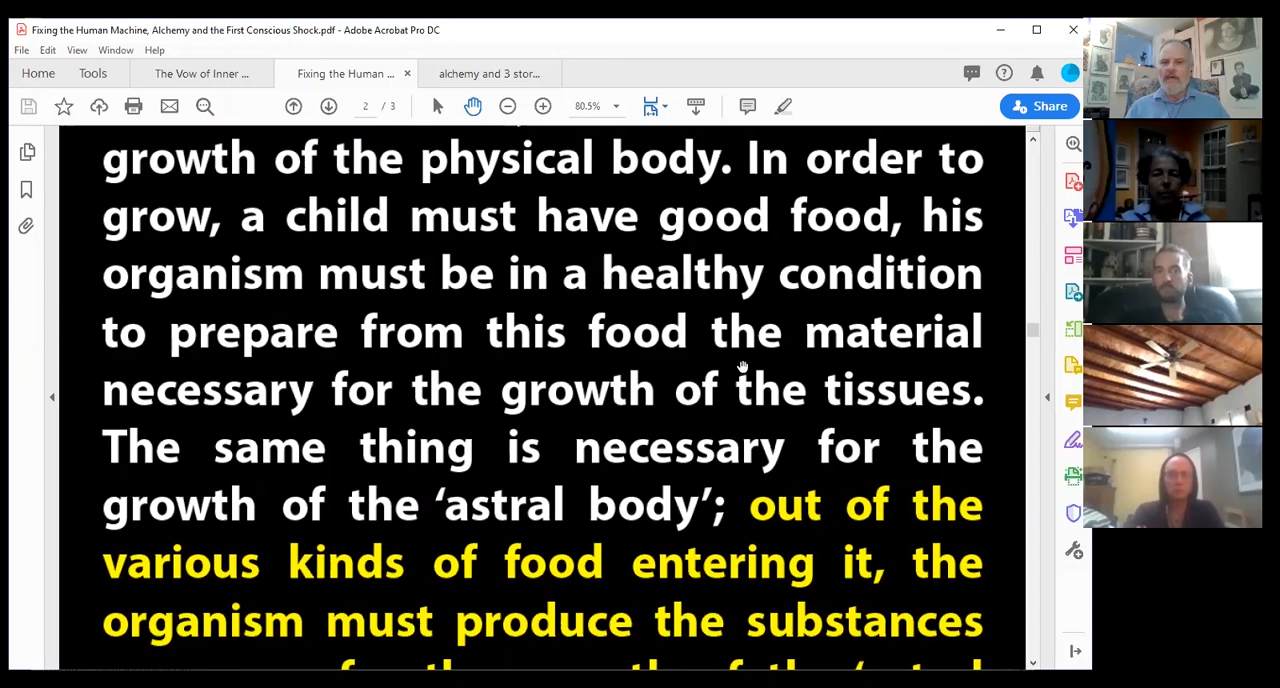 Fixing the Human Machine, Alchemy and the First Conscious Shock.pdf - Adobe Acrobat Pro DC
File Edit View Window Help
Home Tools The Vow of Inner ... Fixing the Human ... × alchemy and 3 stor...
2 / 3 80.5% Share
growth of the physical body. In order to
grow, a child must have good food, his
organism must be in a healthy condition
to prepare from this food the material
necessary for the growth of the tissues.
The same thing is necessary for the
growth of the ‘astral body’; out of the
various kinds of food entering it, the
organism must produce the substances